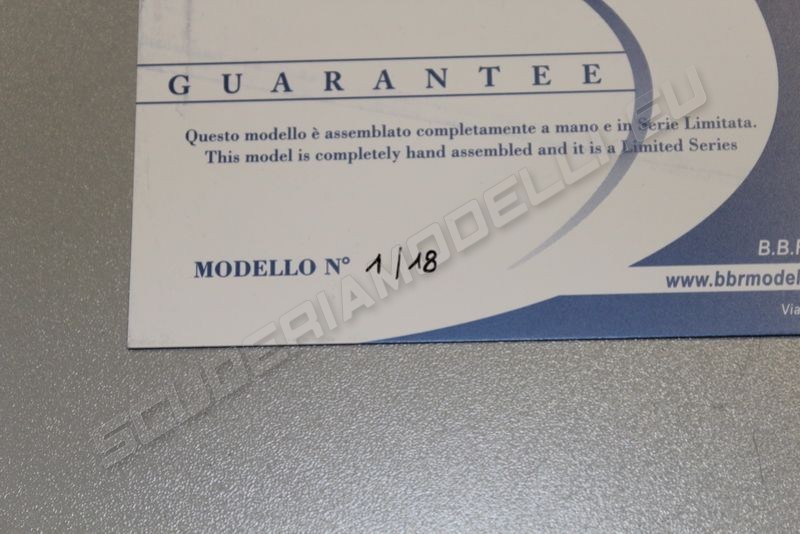 GUARANTEE
Questo modello è assemblato completamente a mano e in Serie Limitata.
This model is completely hand assembled and it is a Limited Series
MODELLO N° 1/18
B.B.R
www.bbrmodel
Via
SCUDERIAMODELLI.EU